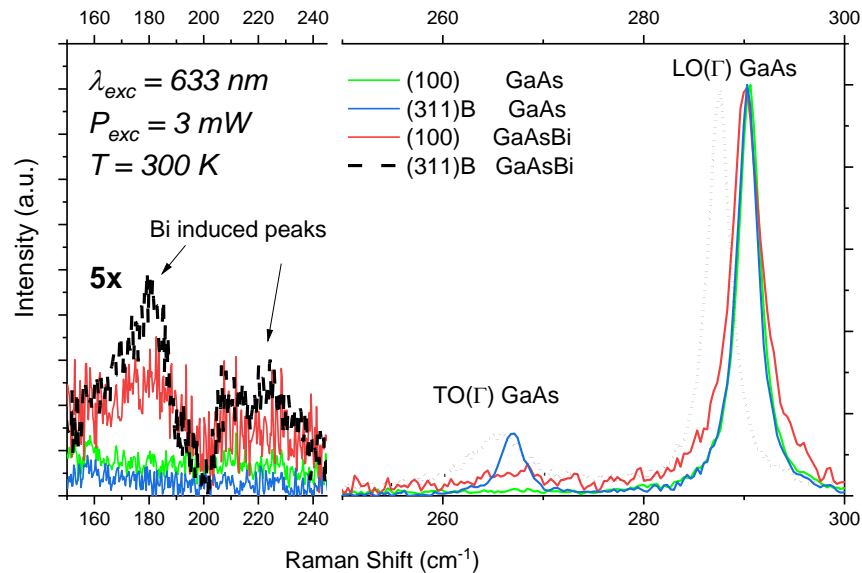 160 180 200 220 240 260 280 300
λexc = 633 nm
Pexc = 3 mW
T = 300 K
(100) GaAs
(311)B GaAs
(100) GaAsBi
(311)B GaAsBi
LO(Γ) GaAs
Bi induced peaks
5x
TO(Γ) GaAs
Intensity (a.u.)
160 180 200 220 240 260 280 300
Raman Shift (cm-1)